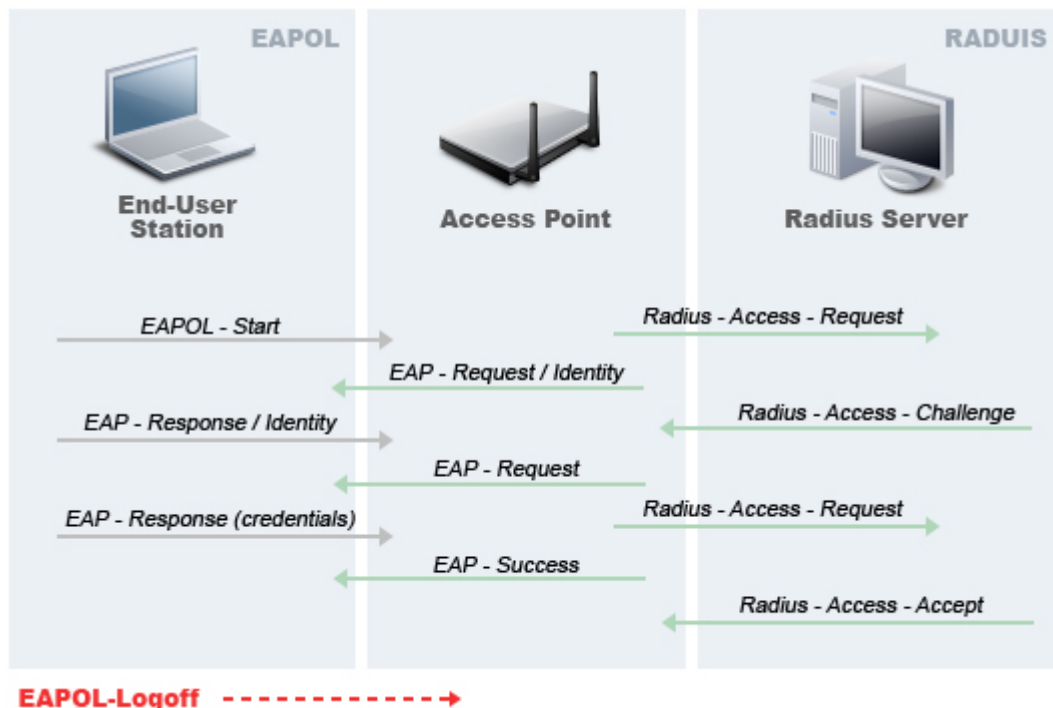 EAPOL
RADUIS
End-User
Station
Access Point
Radius Server
EAPOL - Start
Radius - Access - Request
EAP - Request / Identity
Radius - Access - Challenge
EAP - Response / Identity
EAP - Request
Radius - Access - Request
EAP - Response (credentials)
EAP - Success
Radius - Access - Accept
EAPOL-Logoff